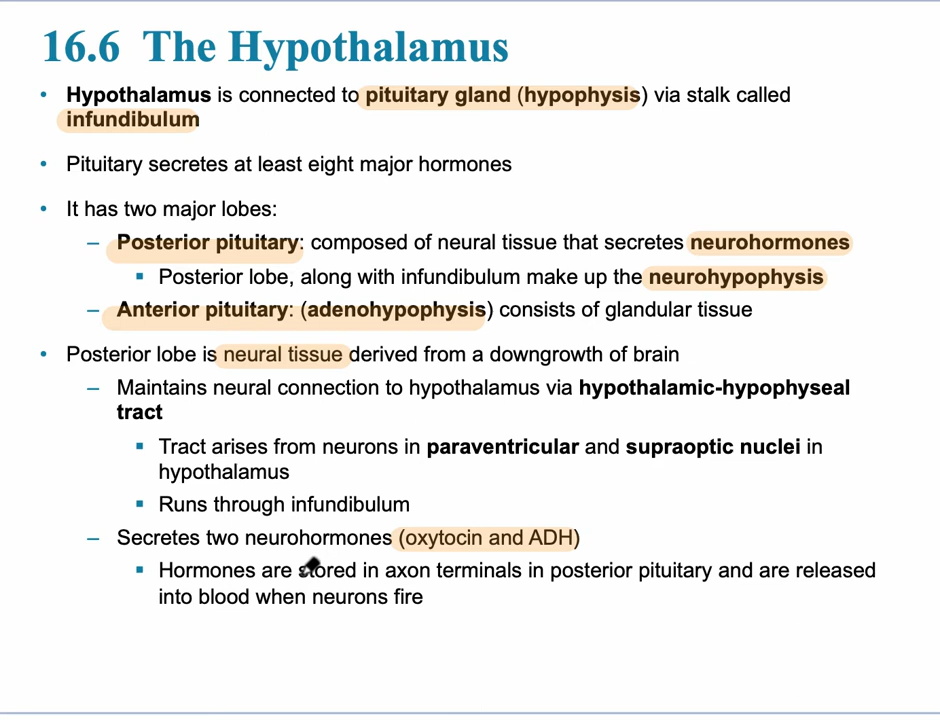 16.6 The Hypothalamus
• Hypothalamus is connected to pituitary gland (hypophysis) via stalk called
infundibulum
• Pituitary secretes at least eight major hormones
• It has two major lobes:
– Posterior pituitary: composed of neural tissue that secretes neurohormones
▪ Posterior lobe, along with infundibulum make up the neurohypophysis
– Anterior pituitary: (adenohypophysis) consists of glandular tissue
• Posterior lobe is neural tissue derived from a downgrowth of brain
– Maintains neural connection to hypothalamus via hypothalamic-hypophyseal
tract
▪ Tract arises from neurons in paraventricular and supraoptic nuclei in
hypothalamus
▪ Runs through infundibulum
– Secretes two neurohormones (oxytocin and ADH)
▪ Hormones are stored in axon terminals in posterior pituitary and are released
into blood when neurons fire